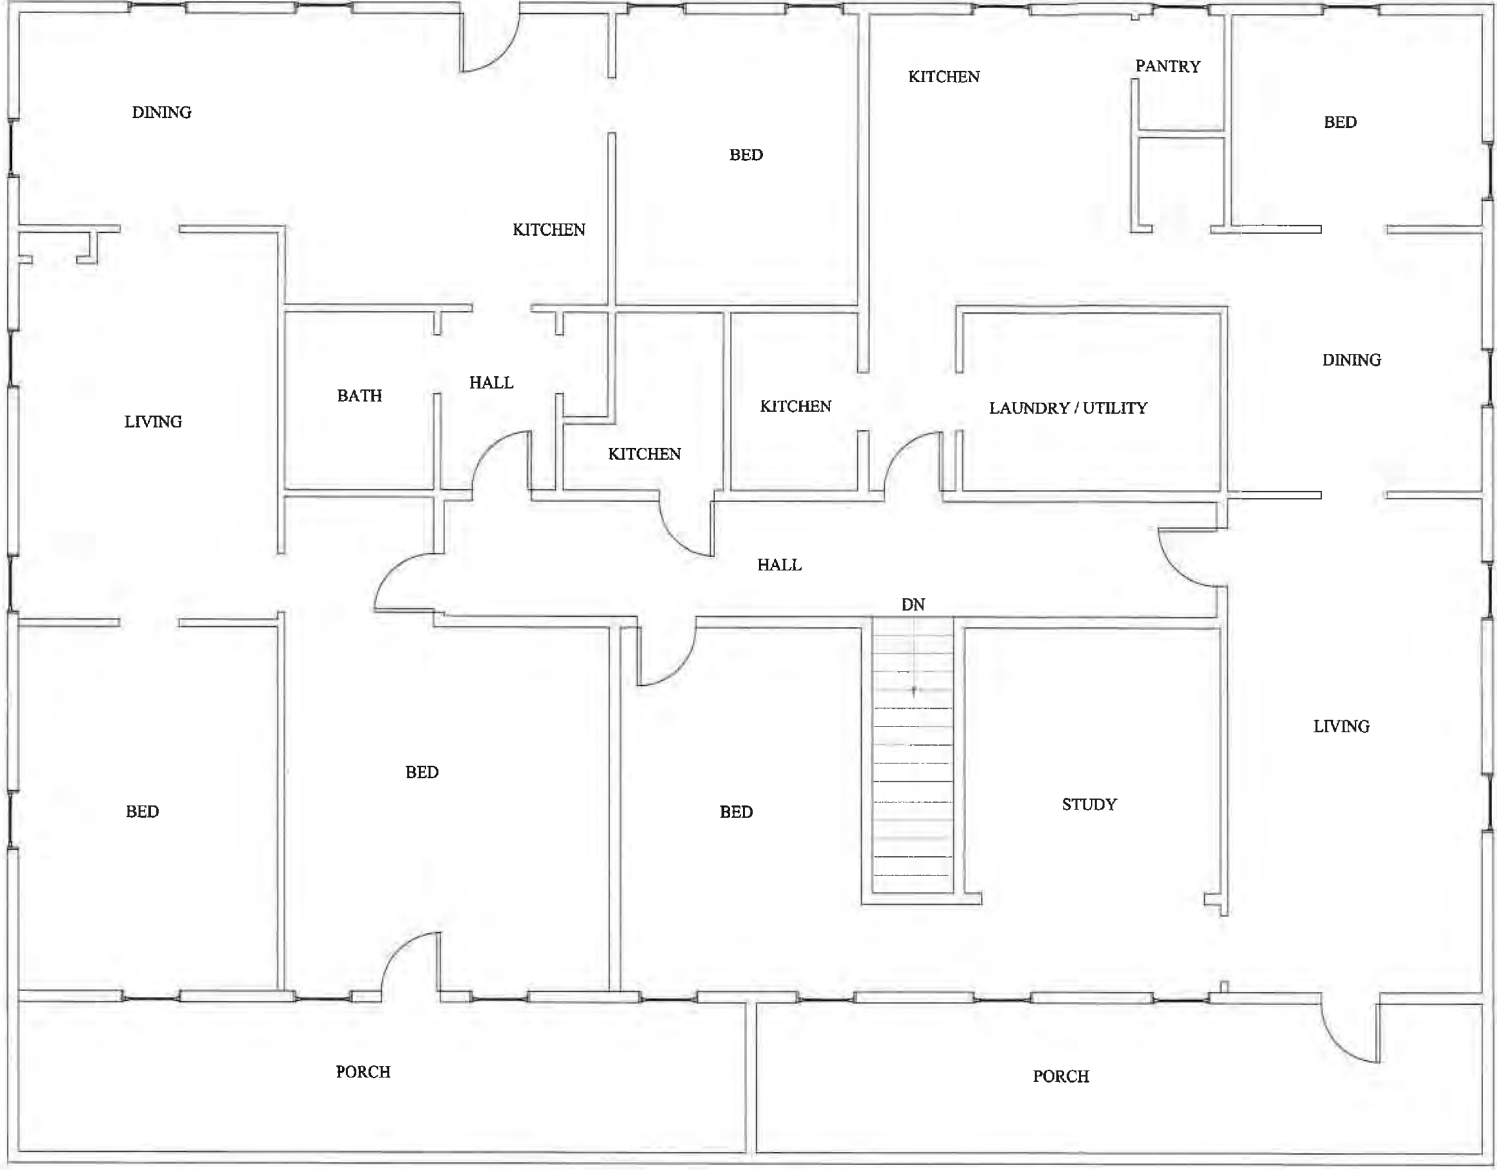 PANTRY
KITCHEN
DINING
BED
BED
KITCHEN
DINING
HALL
BATH
KITCHEN
LAUNDRY / UTILITY
LIVING
KITCHEN
HALL
DN
LIVING
BED
STUDY
BED
BED
PORCH
PORCH